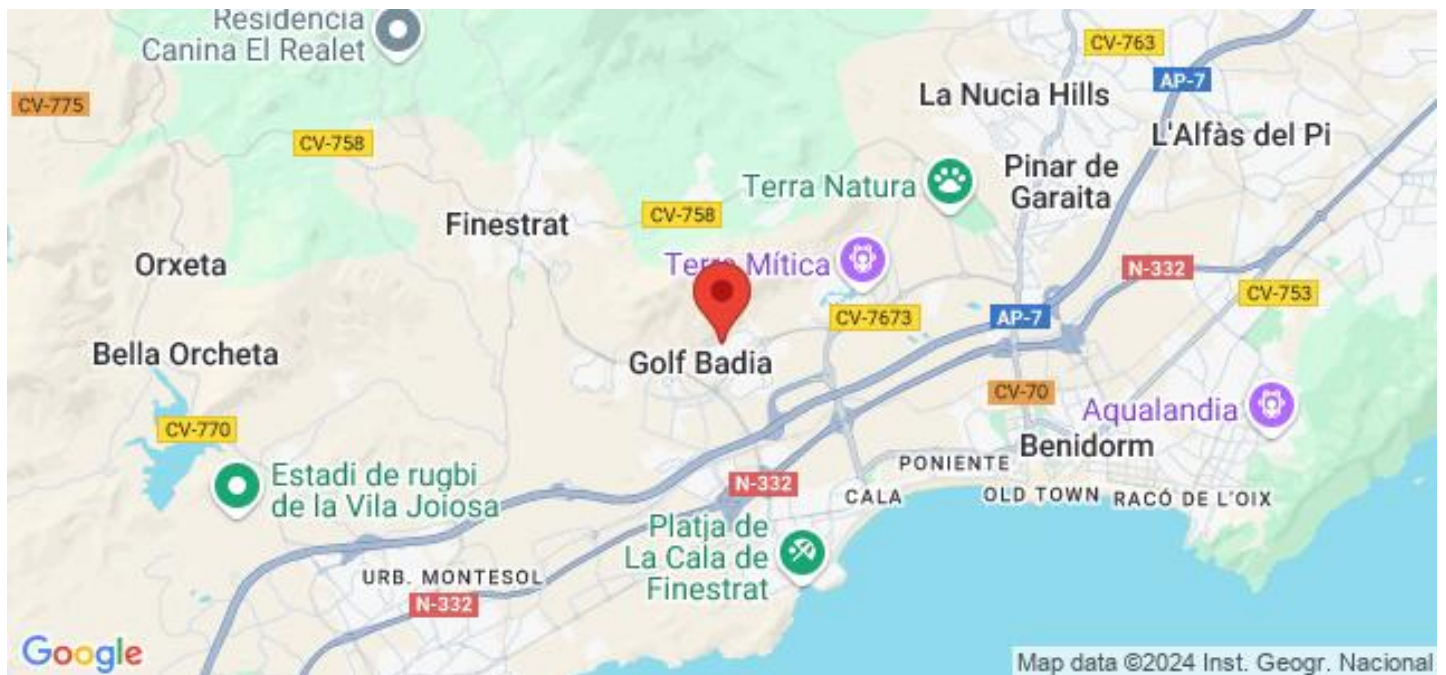 Residencia
Canina El Realet
CV-763
AP-7
CV-775
La Nucia Hills
CV-758
L'Alfàs del Pi
Terra Natura
Pinar de
Garaita
Finestrat
CV-758
Orxeta
Terra Mítica
N-332
CV-753
CV-7673
AP-7
Bella Orcheta
Golf Badia
CV-70
Aqualandia
CV-770
Benidorm
PONIENTE
Estadi de rugbi
de la Vila Joiosa
N-332
CALA
OLD TOWN
RACÓ DE L'OIX
Platja de
La Cala de
Finestrat
URB. MONTESOL
N-332
Google
Map data ©2024 Inst. Geogr. Nacional